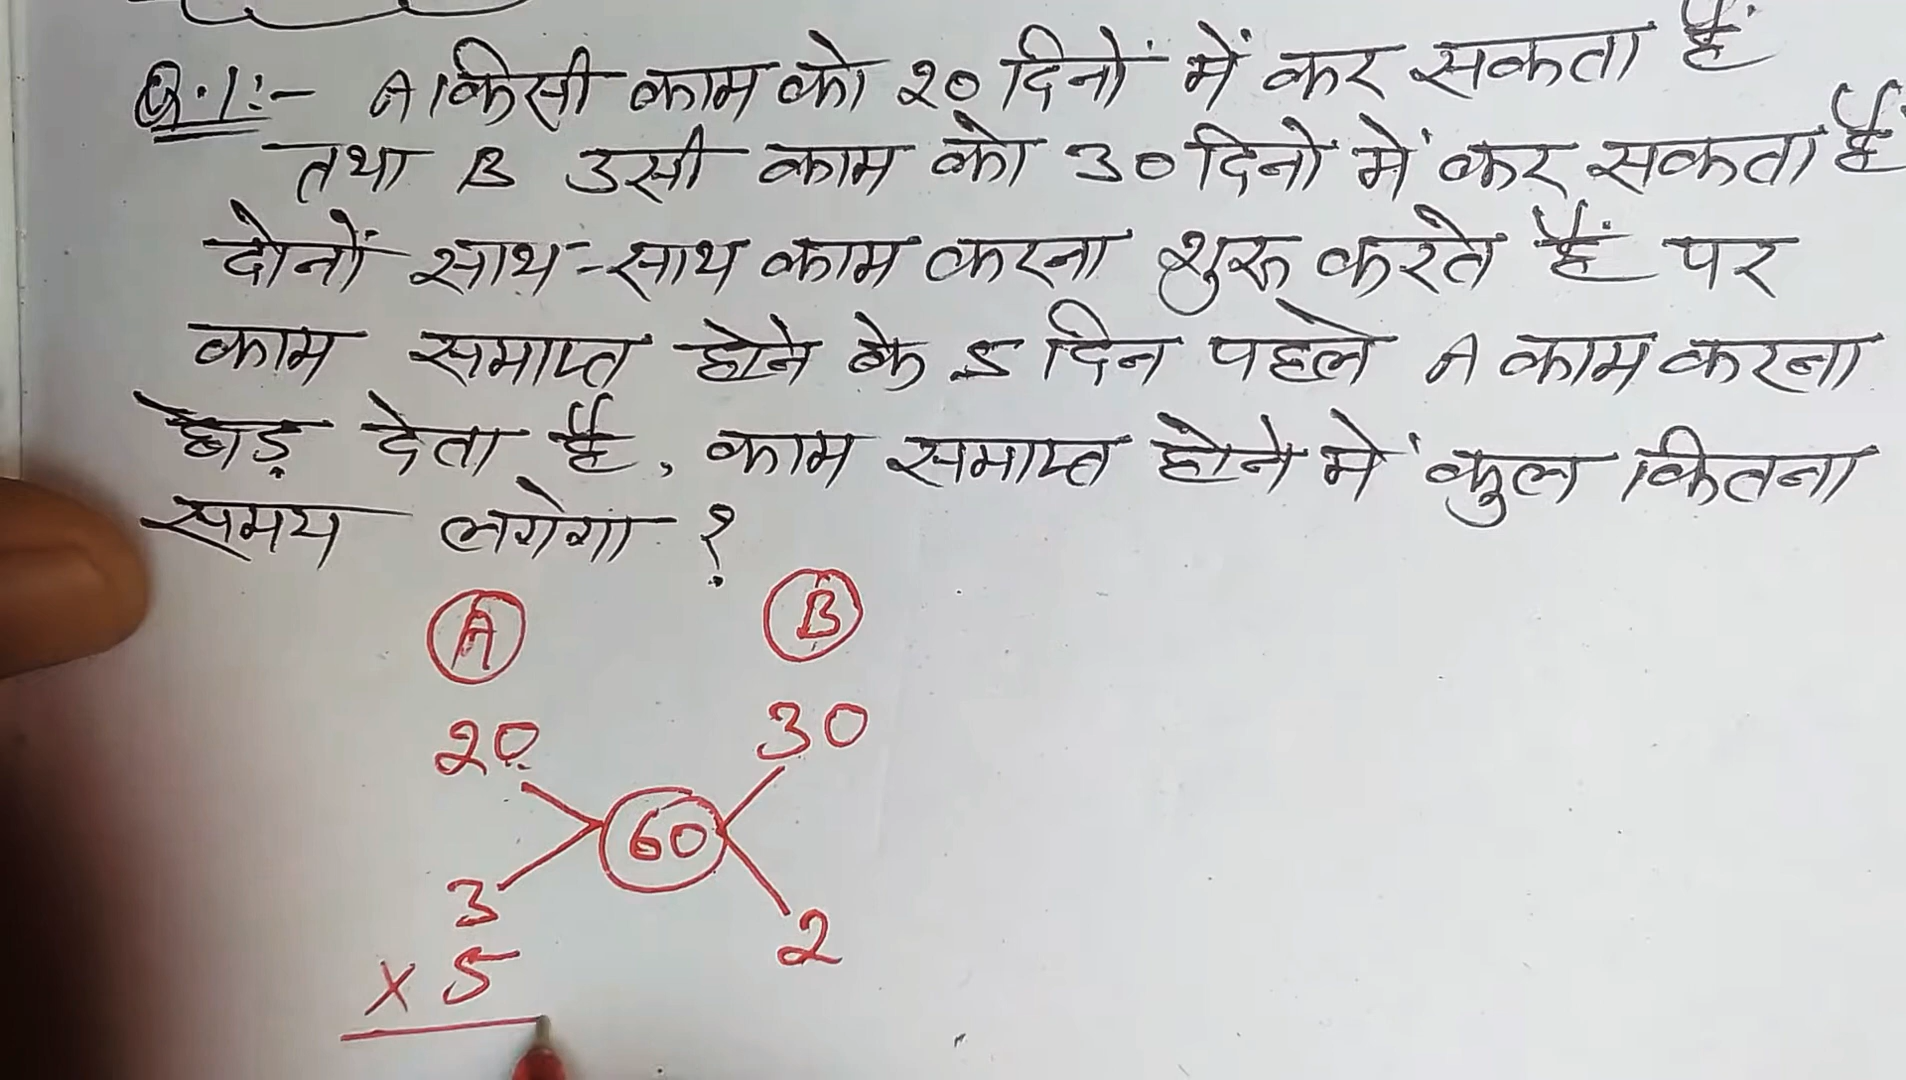 Q.1:- A किसी काम को 20 दिनों में कर सकता है
तथा B उसी काम को 30 दिनों में कर सकता है
दोनों साथ-साथ काम करना शुरू करते हैं पर
काम समाप्त होने के 5 दिन पहले A काम करना
छोड़ देता है, काम समाप्त होने में कुल कितना
समय लगेगा ?
A B
20 30
60
3 2
x 5